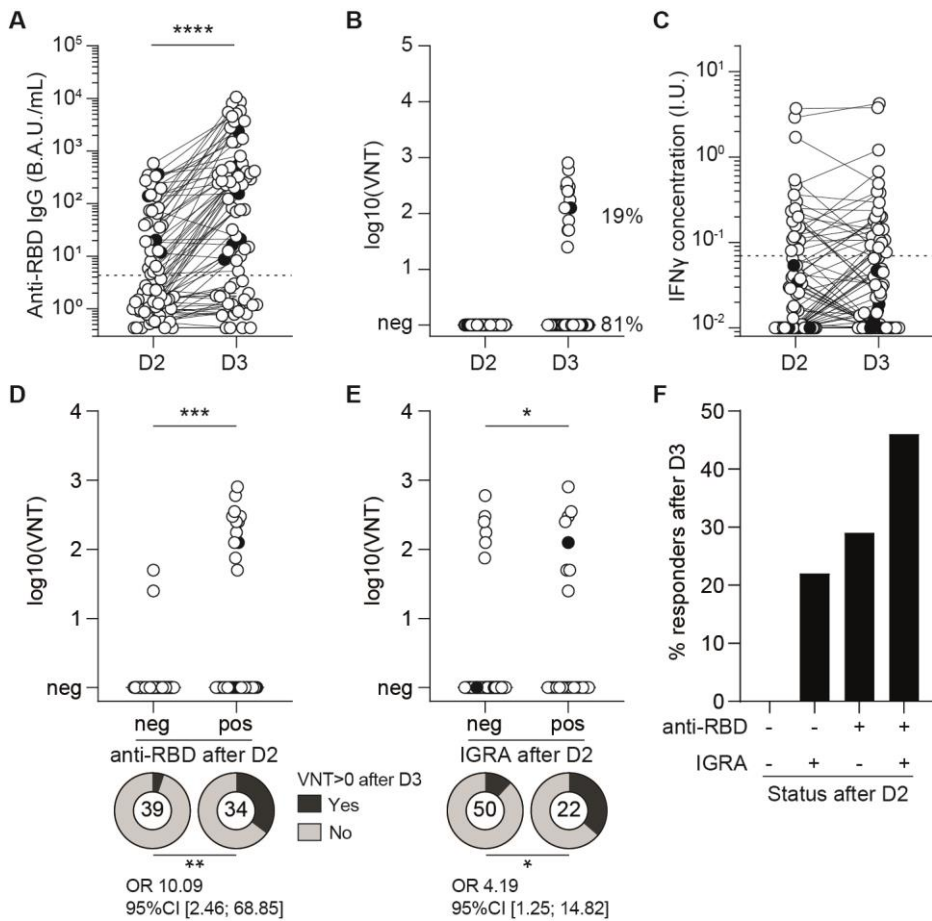 A
****
Anti-RBD IgG (B.A.U./mL)
10⁵
10⁴
10³
10²
10¹
10⁰
D2 D3
B
log10(VNT)
5
4
3
2
1
neg
19%
81%
D2 D3
C
IFNγ concentration (I.U.)
10¹
10⁰
10⁻¹
10⁻²
D2 D3
D
***
log10(VNT)
4
3
2
1
neg
neg pos
anti-RBD after D2
39 34
**
OR 10.09
95%CI [2.46; 68.85]
VNT>0 after D3
Yes
No
E
*
log10(VNT)
4
3
2
1
neg
neg pos
IGRA after D2
50 22
*
OR 4.19
95%CI [1.25; 14.82]
F
% responders after D3
50
40
30
20
10
0
anti-RBD - - + +
IGRA - + - +
Status after D2